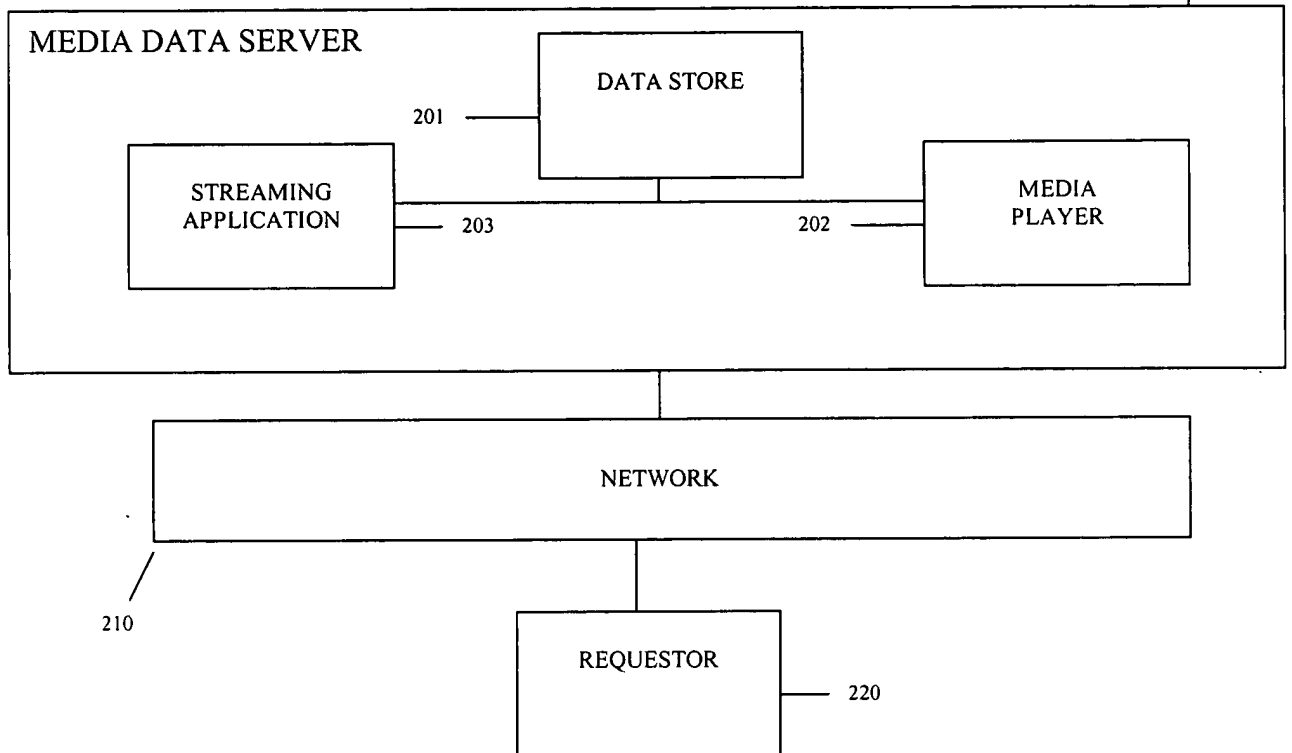 MEDIA DATA SERVER
DATA STORE
201
STREAMING
APPLICATION
203
MEDIA
PLAYER
202
NETWORK
210
REQUESTOR
220